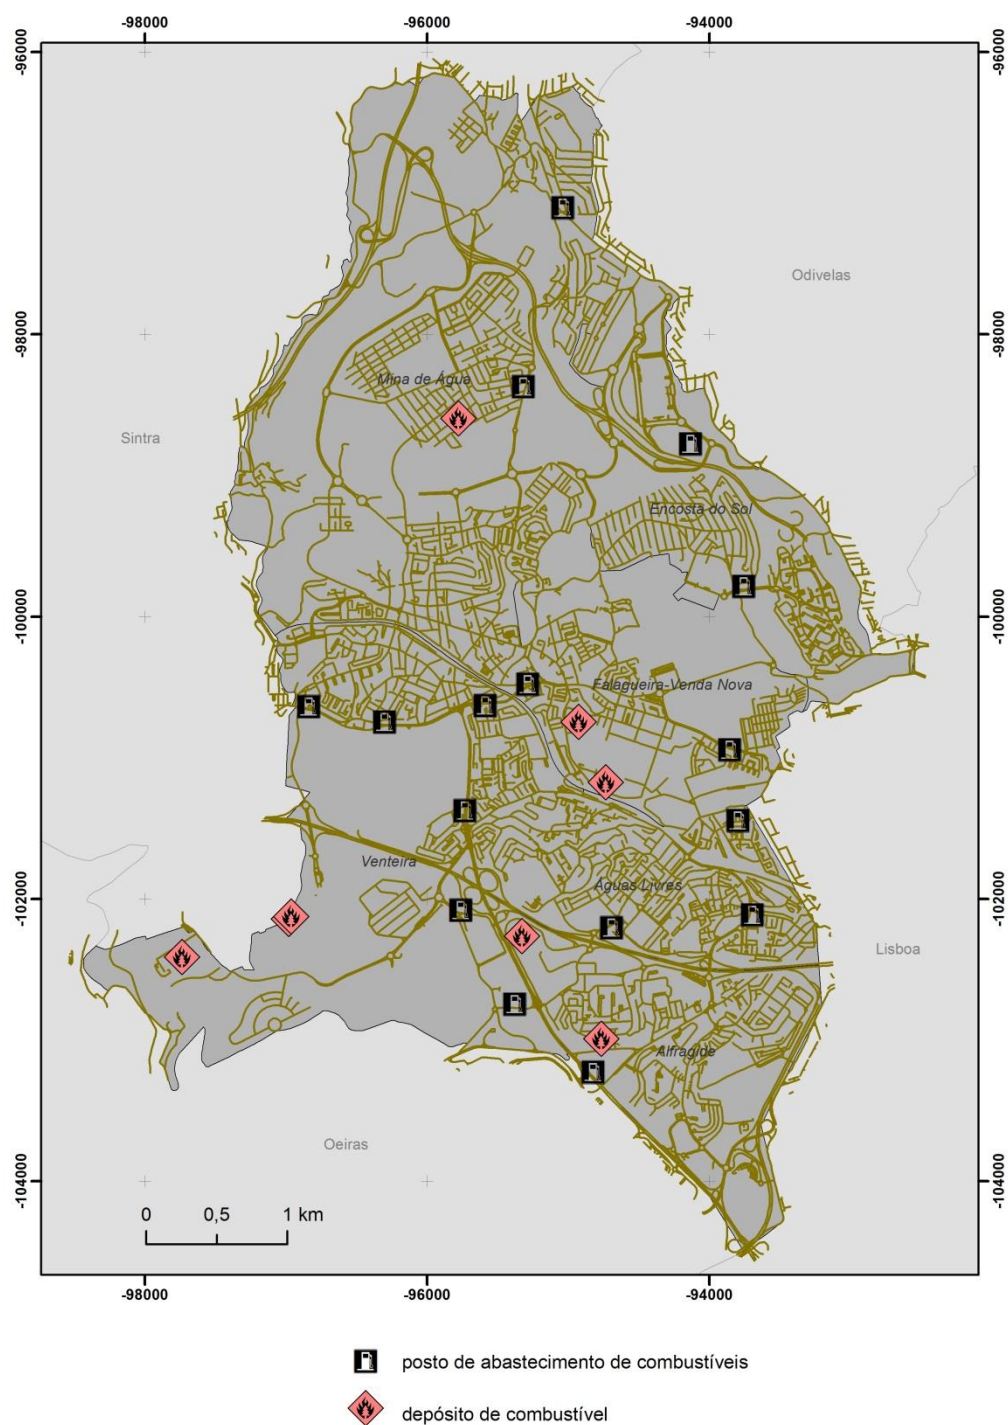 -98000
-96000
-94000
-96000
-96000
Odivelas
-98000
-98000
Mina de Água
Sintra
Encosta do Sol
-100000
-100000
Falagueira-Venda Nova
Venteira
Águas Livres
-102000
-102000
Lisboa
Alfragide
Oeiras
-104000
-104000
0 0,5 1 km
-98000
-96000
-94000
posto de abastecimento de combustíveis
depósito de combustível